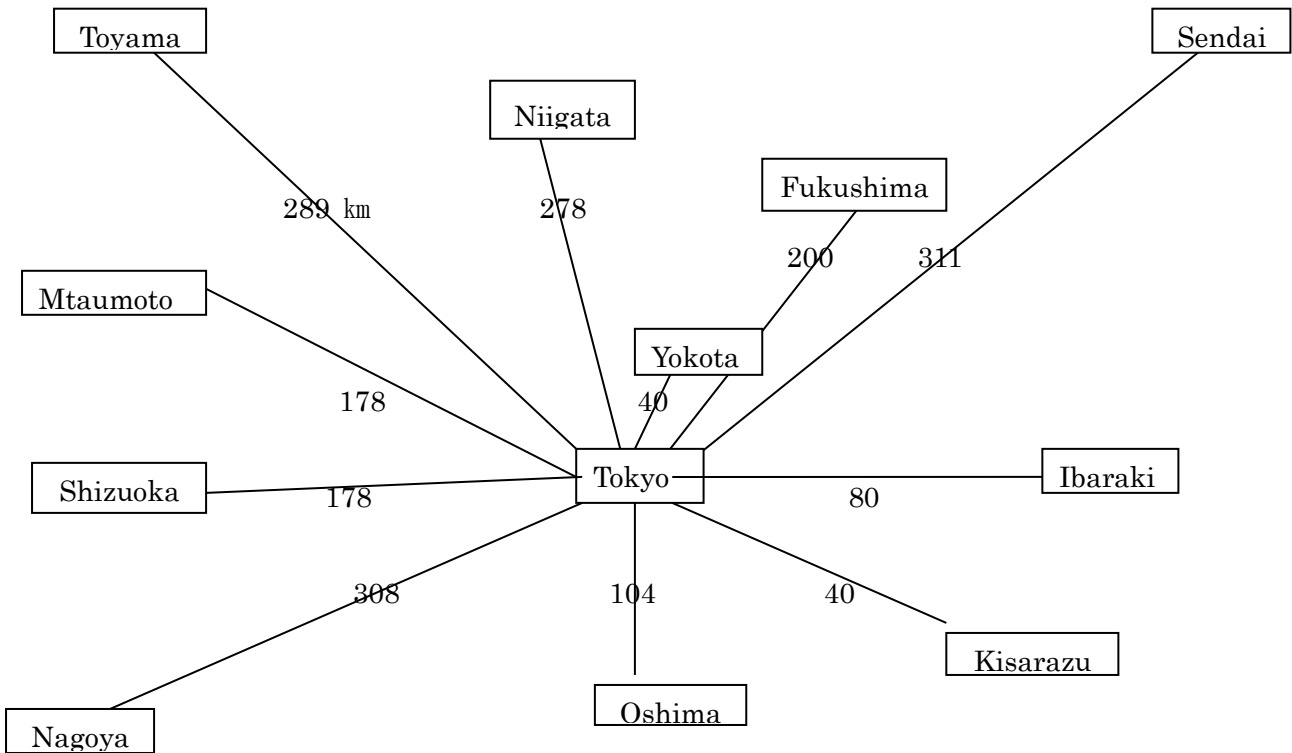 Toyama
Sendai
Niigata
Fukushima
289 ㎞
278
200
311
Mtaumoto
Yokota
178
40
Shizuoka
Tokyo
Ibaraki
178
80
308
104
40
Kisarazu
Oshima
Nagoya